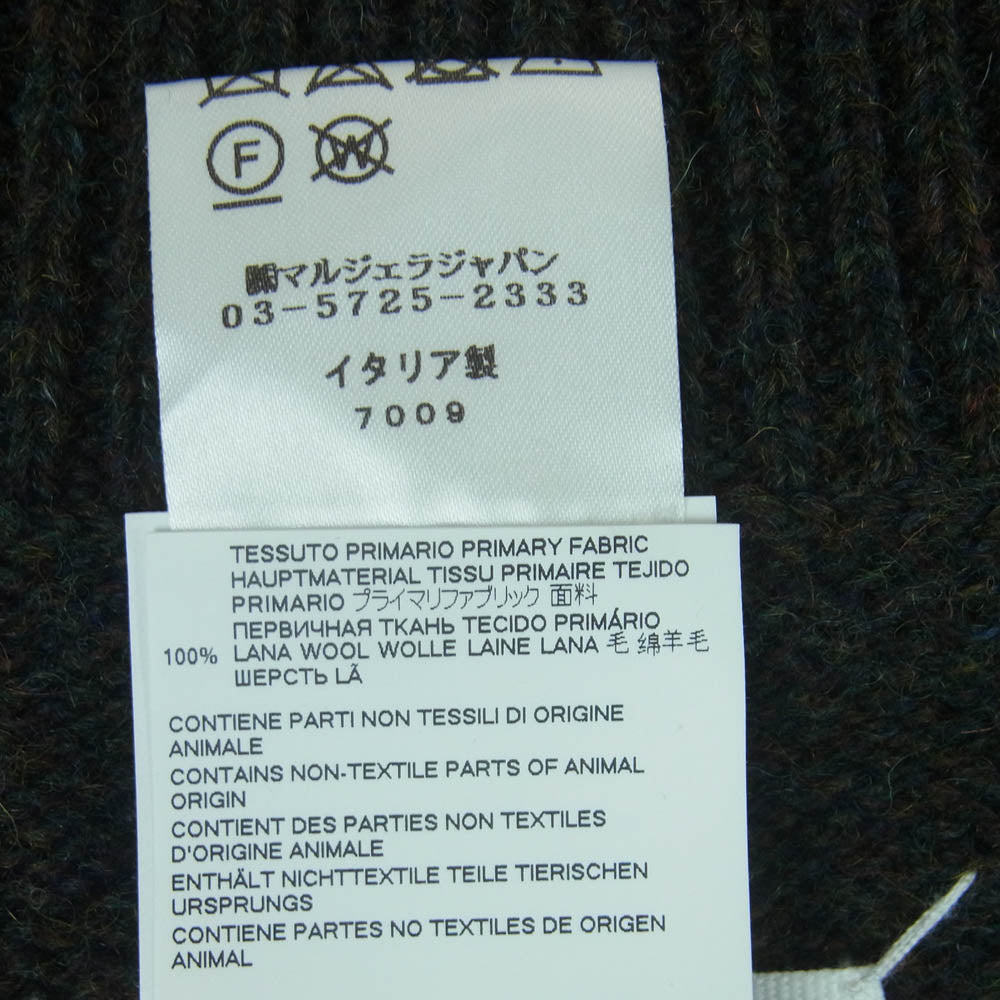 F W
㈱マルジェラジャパン
03-5725-2333
イタリア製
7009
TESSUTO PRIMARIO PRIMARY FABRIC
HAUPTMATERIAL TISSU PRIMAIRE TEJIDO
PRIMARIO プライマリファブリック 面料
ПЕРВИЧНАЯ ТКАНЬ TECIDO PRIMÁRIO
100% LANA WOOL WOLLE LAINE LANA 毛 绵羊毛
ШЕРСТЬ LÃ
CONTIENE PARTI NON TESSILI DI ORIGINE
ANIMALE
CONTAINS NON-TEXTILE PARTS OF ANIMAL
ORIGIN
CONTIENT DES PARTIES NON TEXTILES
D'ORIGINE ANIMALE
ENTHÄLT NICHTTEXTILE TEILE TIERISCHEN
URSPRUNGS
CONTIENE PARTES NO TEXTILES DE ORIGEN
ANIMAL